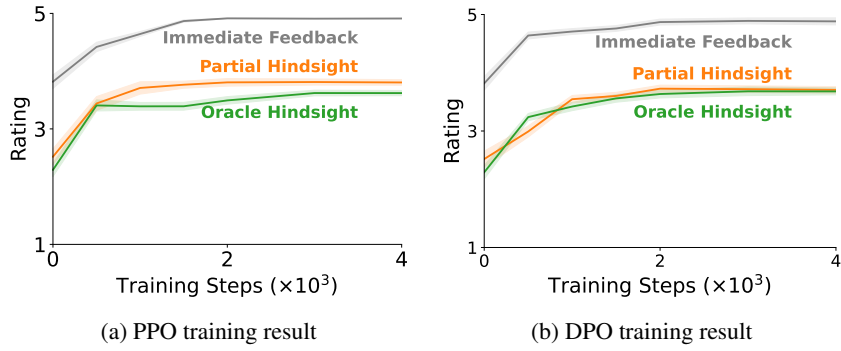 5
3
1
Rating
Immediate Feedback
Partial Hindsight
Oracle Hindsight
0
2
4
Training Steps (×10³)
(a) PPO training result
5
3
1
Rating
Immediate Feedback
Partial Hindsight
Oracle Hindsight
0
2
4
Training Steps (×10³)
(b) DPO training result